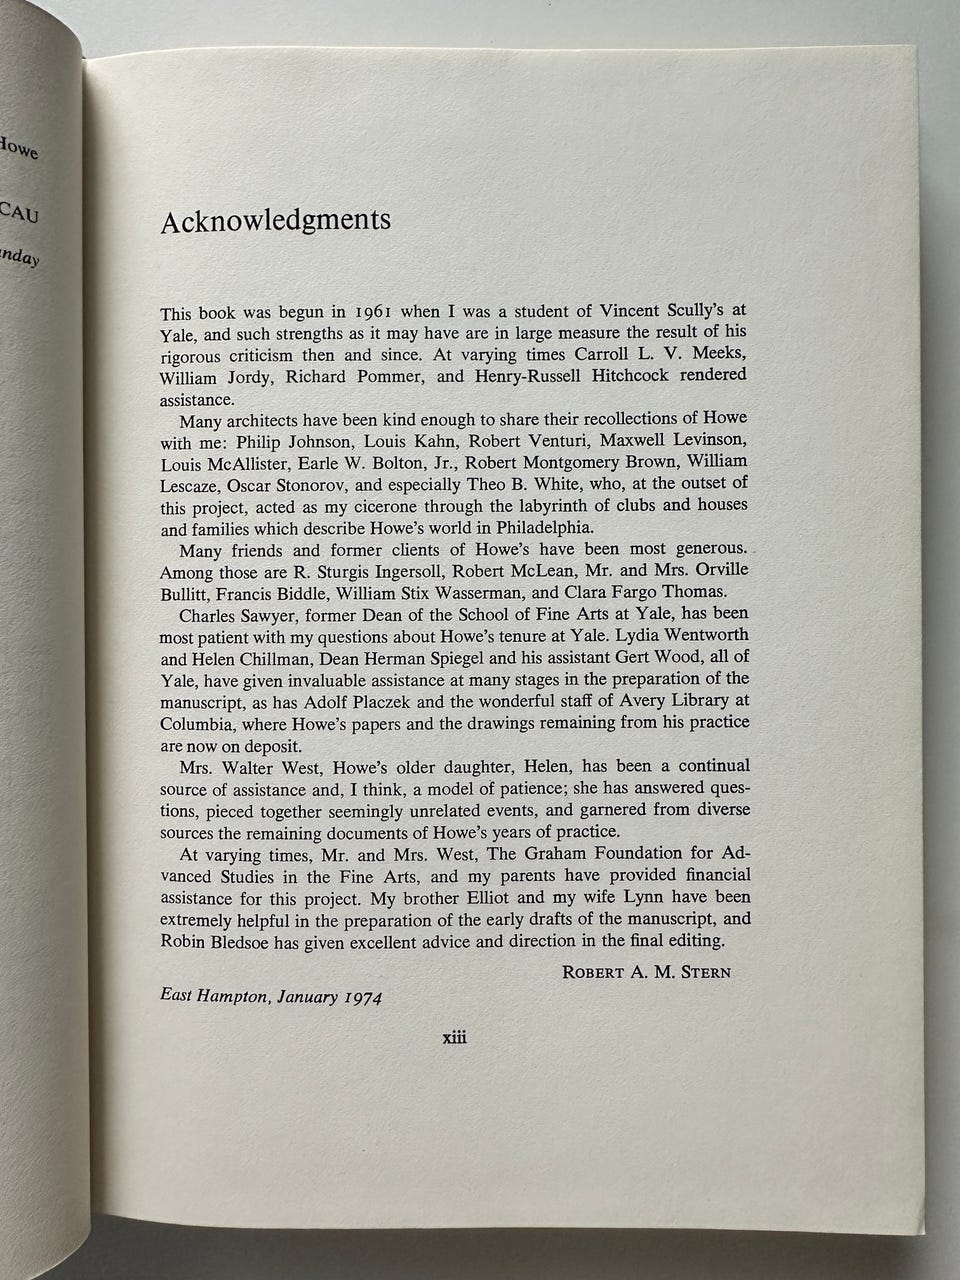 Howe
CAU
Acknowledgments
This book was begun in 1961 when I was a student of Vincent Scully's at
Yale, and such strengths as it may have are in large measure the result of his
rigorous criticism then and since. At varying times Carroll L. V. Meeks,
William Jordy, Richard Pommer, and Henry-Russell Hitchcock rendered
assistance.
Many architects have been kind enough to share their recollections of Howe
with me: Philip Johnson, Louis Kahn, Robert Venturi, Maxwell Levinson,
Louis McAllister, Earle W. Bolton, Jr., Robert Montgomery Brown, William
Lescaze, Oscar Stonorov, and especially Theo B. White, who, at the outset of
this project, acted as my cicerone through the labyrinth of clubs and houses
and families which describe Howe's world in Philadelphia.
Many friends and former clients of Howe's have been most generous.
Among those are R. Sturgis Ingersoll, Robert McLean, Mr. and Mrs. Orville
Bullitt, Francis Biddle, William Stix Wasserman, and Clara Fargo Thomas.
Charles Sawyer, former Dean of the School of Fine Arts at Yale, has been
most patient with my questions about Howe's tenure at Yale. Lydia Wentworth
and Helen Chillman, Dean Herman Spiegel and his assistant Gert Wood, all of
Yale, have given invaluable assistance at many stages in the preparation of the
manuscript, as has Adolf Placzek and the wonderful staff of Avery Library at
Columbia, where Howe's papers and the drawings remaining from his practice
are now on deposit.
Mrs. Walter West, Howe's older daughter, Helen, has been a continual
source of assistance and, I think, a model of patience; she has answered ques-
tions, pieced together seemingly unrelated events, and garnered from diverse
sources the remaining documents of Howe's years of practice.
At varying times, Mr. and Mrs. West, The Graham Foundation for Ad-
vanced Studies in the Fine Arts, and my parents have provided financial
assistance for this project. My brother Elliot and my wife Lynn have been
extremely helpful in the preparation of the early drafts of the manuscript, and
Robin Bledsoe has given excellent advice and direction in the final editing.
ROBERT A. M. STERN
East Hampton, January 1974
xiii